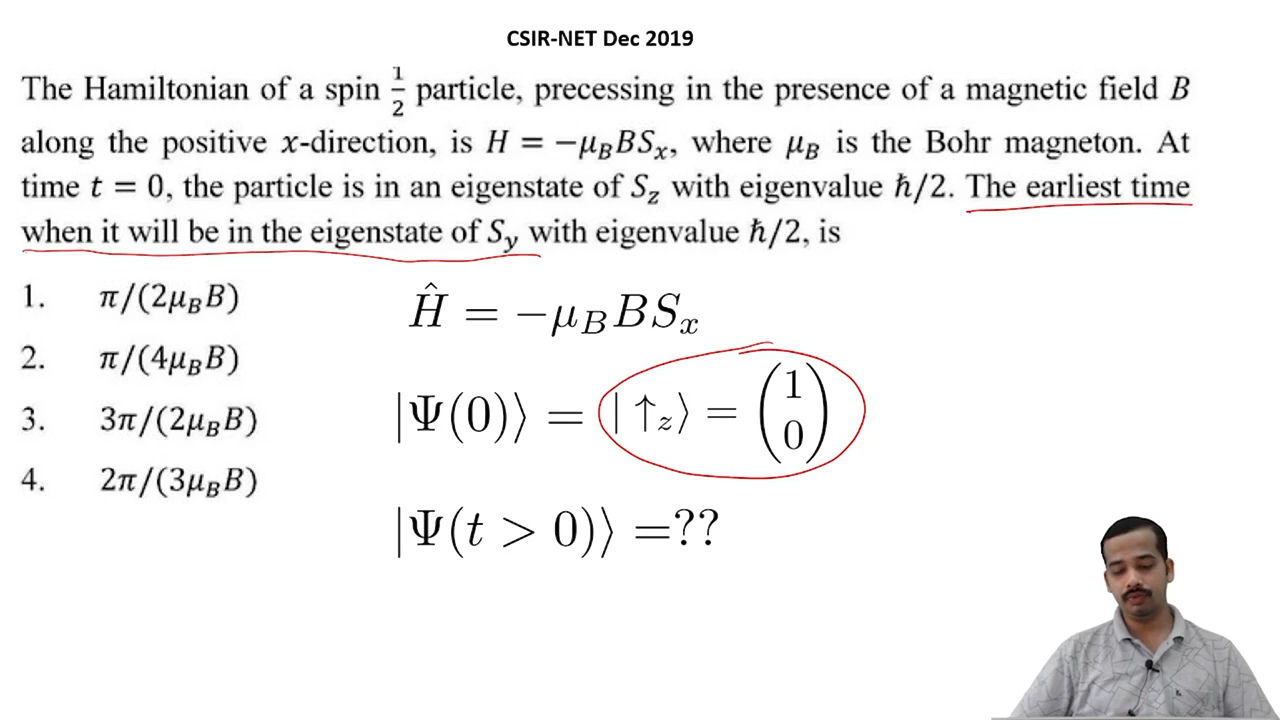 CSIR-NET Dec 2019
The Hamiltonian of a spin 1/2 particle, precessing in the presence of a magnetic field B
along the positive x-direction, is H = −μ_B B S_x, where μ_B is the Bohr magneton. At
time t = 0, the particle is in an eigenstate of S_z with eigenvalue ℏ/2. The earliest time
when it will be in the eigenstate of S_y with eigenvalue ℏ/2, is
1. π/(2μ_B B)
Ĥ = −μ_B B S_x
2. π/(4μ_B B)
|Ψ(0)⟩ = |↑_z⟩ = (1 0)
3. 3π/(2μ_B B)
4. 2π/(3μ_B B)
|Ψ(t > 0)⟩ =??